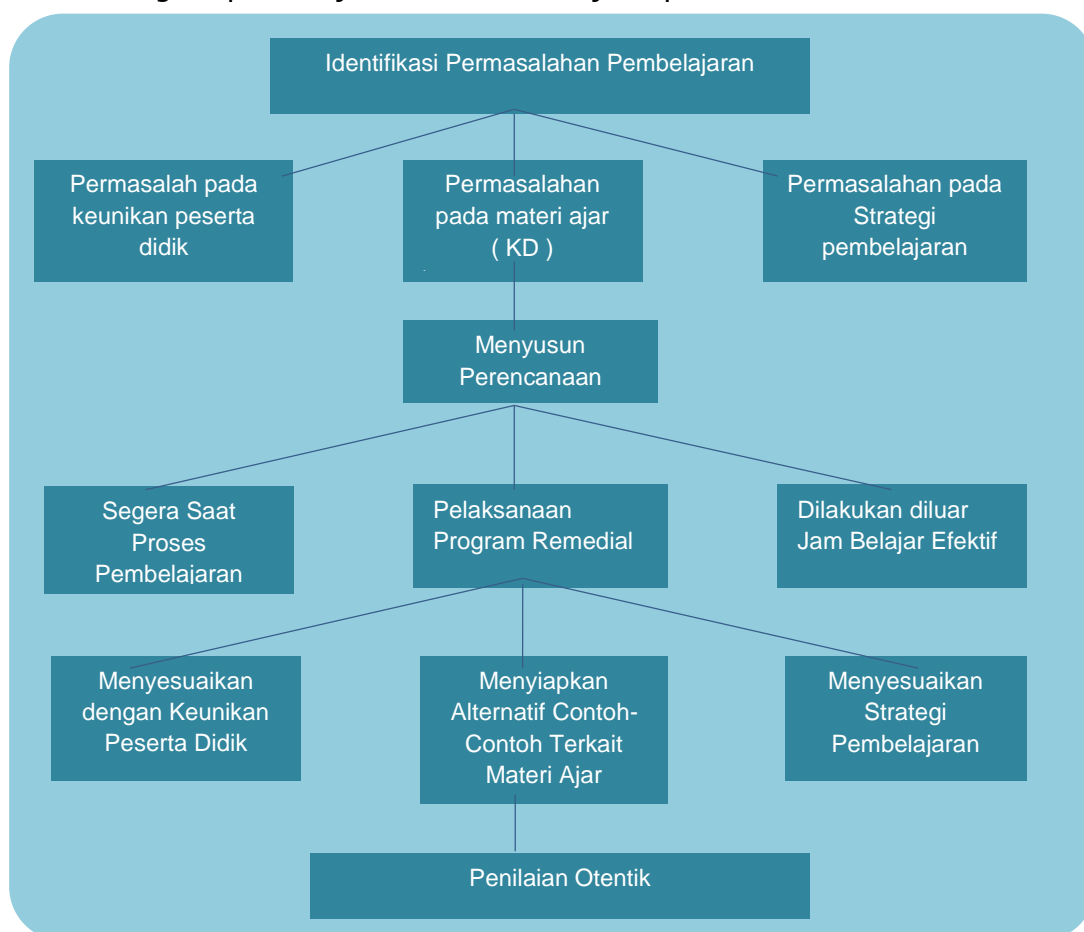 Identifikasi Permasalahan Pembelajaran
Permasalah pada
keunikan peserta
didik
Permasalahan
pada materi ajar
( KD )
Permasalahan pada
Strategi
pembelajaran
Menyusun
Perencanaan
Segera Saat
Proses
Pembelajaran
Pelaksanaan
Program Remedial
Dilakukan diluar
Jam Belajar Efektif
Menyesuaikan
dengan Keunikan
Peserta Didik
Menyiapkan
Alternatif Contoh-
Contoh Terkait
Materi Ajar
Menyesuaikan
Strategi
Pembelajaran
Penilaian Otentik